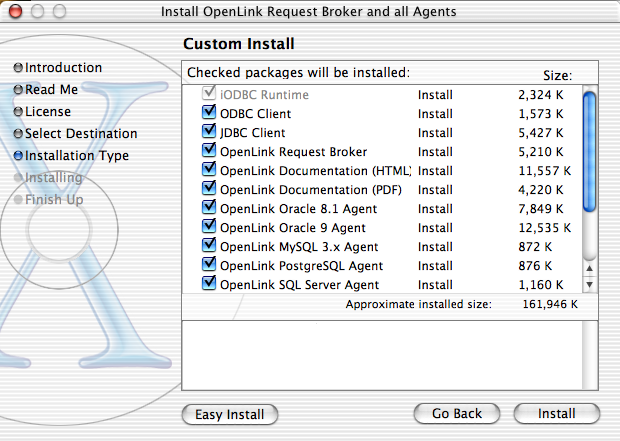 Install OpenLink Request Broker and all Agents
Custom Install
Introduction
Read Me
License
Select Destination
Installation Type
Installing
Finish Up
Checked packages will be installed: Size:
iODBC Runtime Install 2,324 K
ODBC Client Install 1,573 K
JDBC Client Install 5,427 K
OpenLink Request Broker Install 5,210 K
OpenLink Documentation (HTML) Install 11,557 K
OpenLink Documentation (PDF) Install 4,220 K
OpenLink Oracle 8.1 Agent Install 7,849 K
OpenLink Oracle 9 Agent Install 12,535 K
OpenLink MySQL 3.x Agent Install 872 K
OpenLink PostgreSQL Agent Install 876 K
OpenLink SQL Server Agent Install 1,160 K
Approximate installed size: 161,946 K
Easy Install Go Back Install